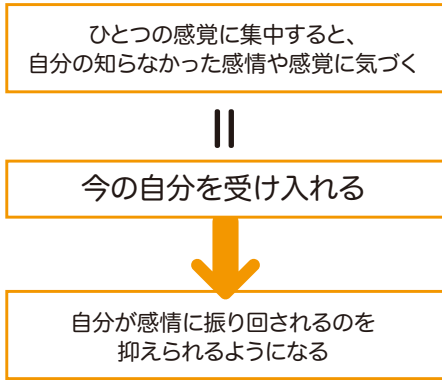 ひとつの感覚に集中すると、
自分の知らなかった感情や感覚に気づく
今の自分を受け入れる
自分が感情に振り回されるのを
抑えられるようになる